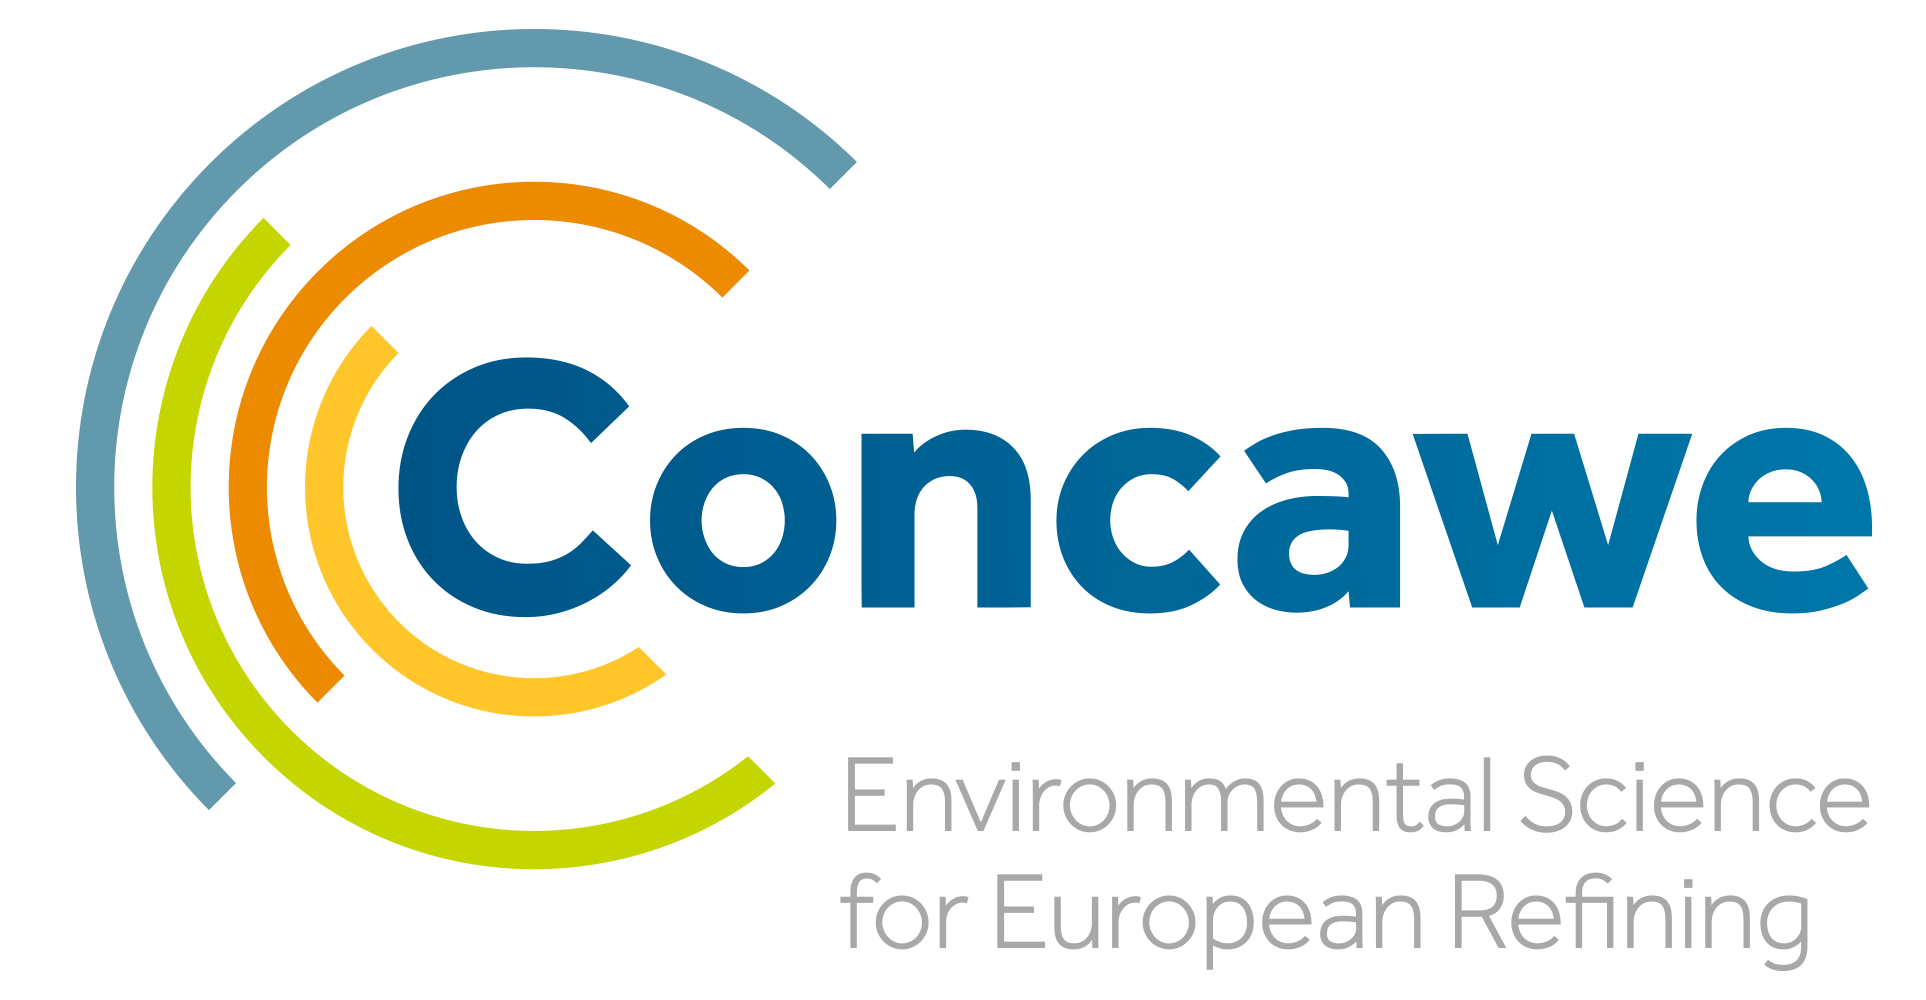 Concawe
Environmental Science
for European Refining